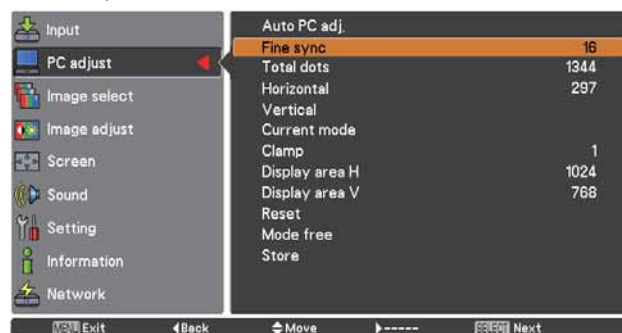 Input
PC adjust
Image select
Image adjust
Screen
Sound
Setting
Information
Network
Auto PC adj.
Fine sync 16
Total dots 1344
Horizontal 297
Vertical
Current mode
Clamp 1
Display area H 1024
Display area V 768
Reset
Mode free
Store
MENU Exit ◀Back ⬍Move ▶----- SELECT Next